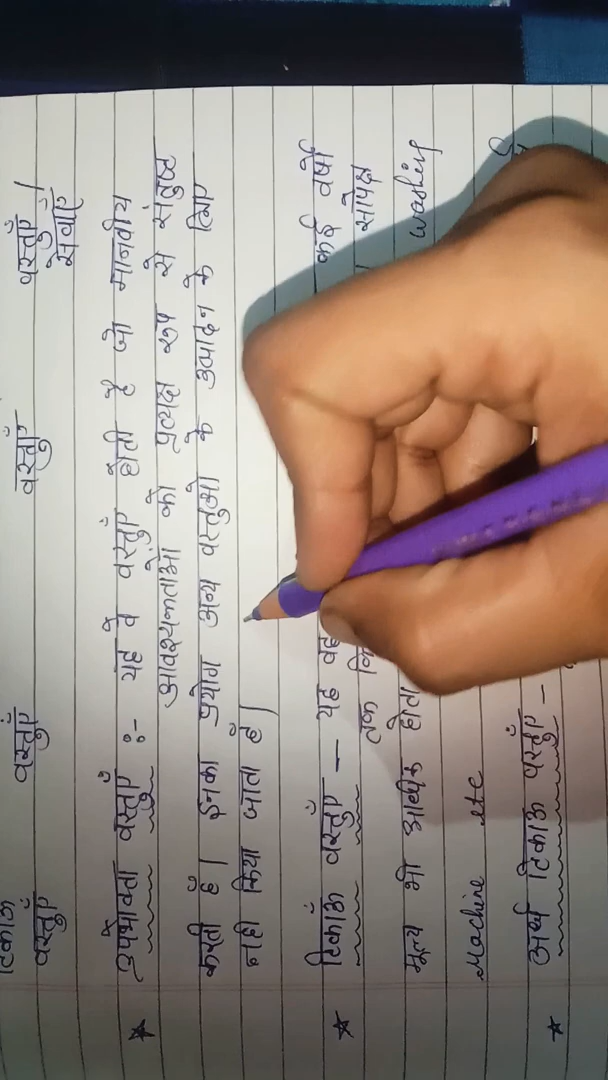 टिकाऊ वस्तुएँ वस्तुएँ वस्तुएँ वस्तुएँ / सेवाएँ
★ उपभोक्ता वस्तुएँ :- यह वे वस्तुएं होती है जो मानवीय
आवश्यकताओं को प्रत्यक्ष रूप से संतुष्ट
करती हैं। इनका प्रयोग अन्य वस्तुओं के उत्पादन के लिए
नहीं किया जाता है।
★ टिकाऊ वस्तुएँ — यह वह कई वर्षों
तक सापेक्ष
मूल्य भी अधिक होता washing
Machine etc
★ अर्ध टिकाऊ वस्तुएँ —